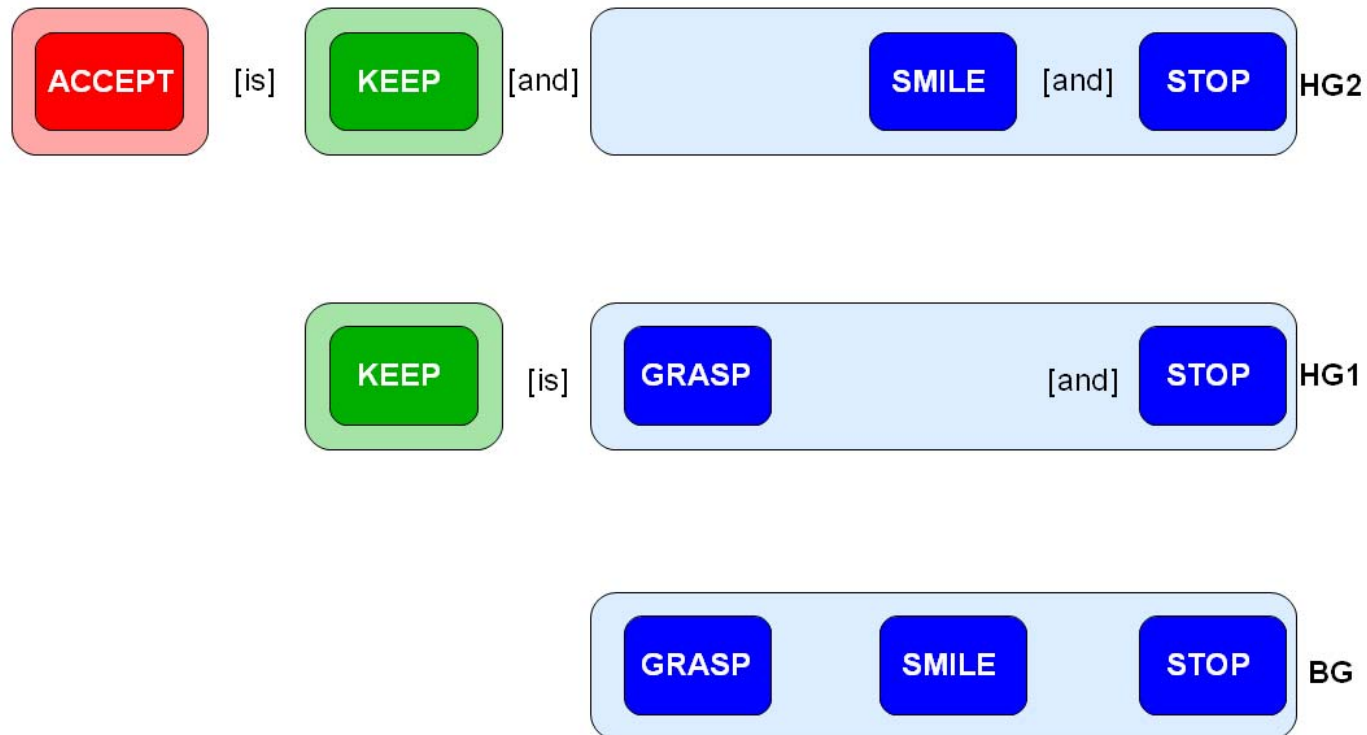 ACCEPT [is] KEEP [and] SMILE [and] STOP HG2
KEEP [is] GRASP [and] STOP HG1
GRASP SMILE STOP BG